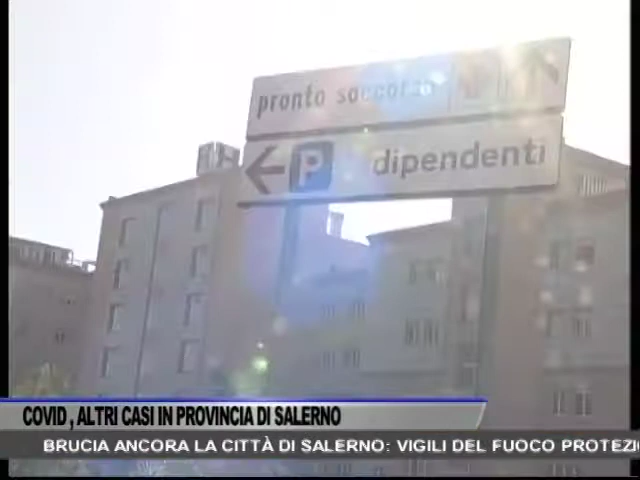 pronto soccorso
P dipendenti
COVID, ALTRI CASI IN PROVINCIA DI SALERNO
BRUCIA ANCORA LA CITTÀ DI SALERNO: VIGILI DEL FUOCO PROTEZI